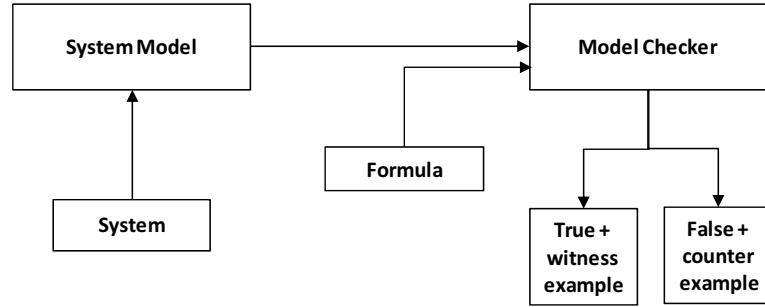 System Model
Model Checker
Formula
System
True +
witness
example
False +
counter
example